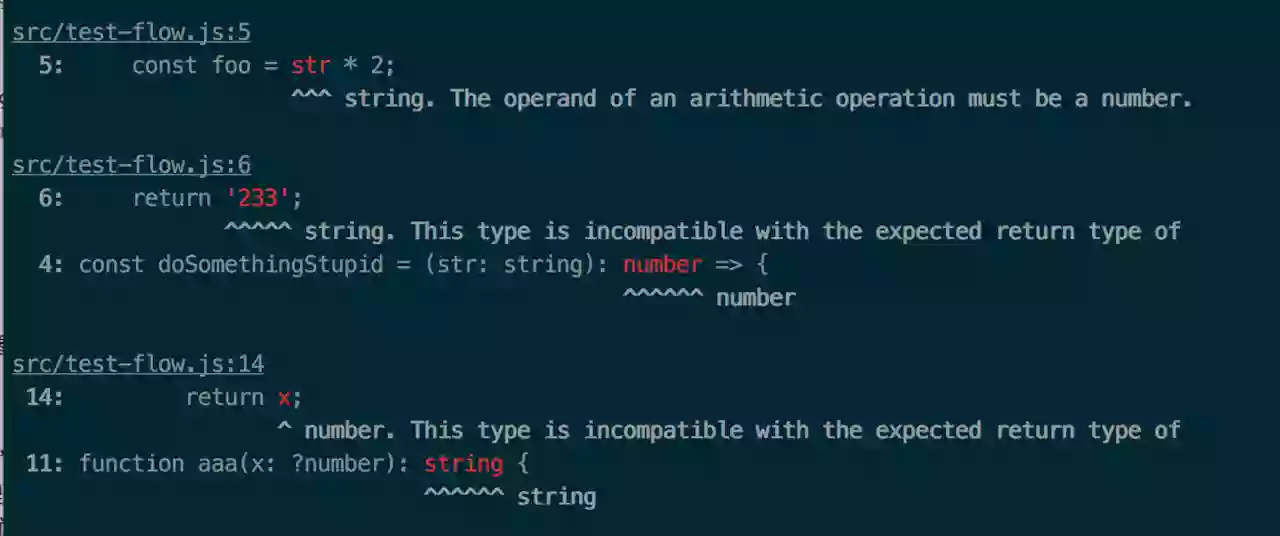 src/test-flow.js:5
5: const foo = str * 2;
^^^ string. The operand of an arithmetic operation must be a number.
src/test-flow.js:6
6: return '233';
^^^^^ string. This type is incompatible with the expected return type of
4: const doSomethingStupid = (str: string): number => {
^^^^^^ number
src/test-flow.js:14
14: return x;
^ number. This type is incompatible with the expected return type of
11: function aaa(x: ?number): string {
^^^^^^ string